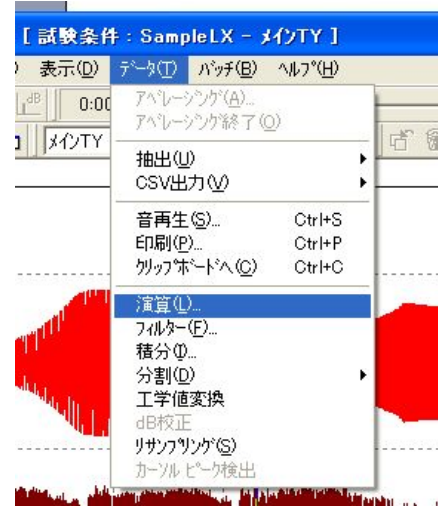 [ 試験条件 : SampleLX - ﾒｲﾝTY ]
) 表示(D) ﾃﾞｰﾀ(T) ﾊﾞｯﾁ(B) ﾍﾙﾌﾟ(H)
dB 0:00
ﾒｲﾝTY
ｱﾍﾞﾚｰｼﾞﾝｸﾞ(A)...
ｱﾍﾞﾚｰｼﾞﾝｸﾞ終了(O)
抽出(U)
CSV出力(V)
音再生(S)... Ctrl+S
印刷(P)... Ctrl+P
ｸﾘｯﾌﾟﾎﾞｰﾄﾞへ(C) Ctrl+C
演算(L)...
ﾌｨﾙﾀｰ(F)...
積分(I)...
分割(D)
工学値変換
dB校正
ﾘｻﾝﾌﾟﾘﾝｸﾞ(S)
ｶｰｿﾙ ﾋﾟｰｸ検出